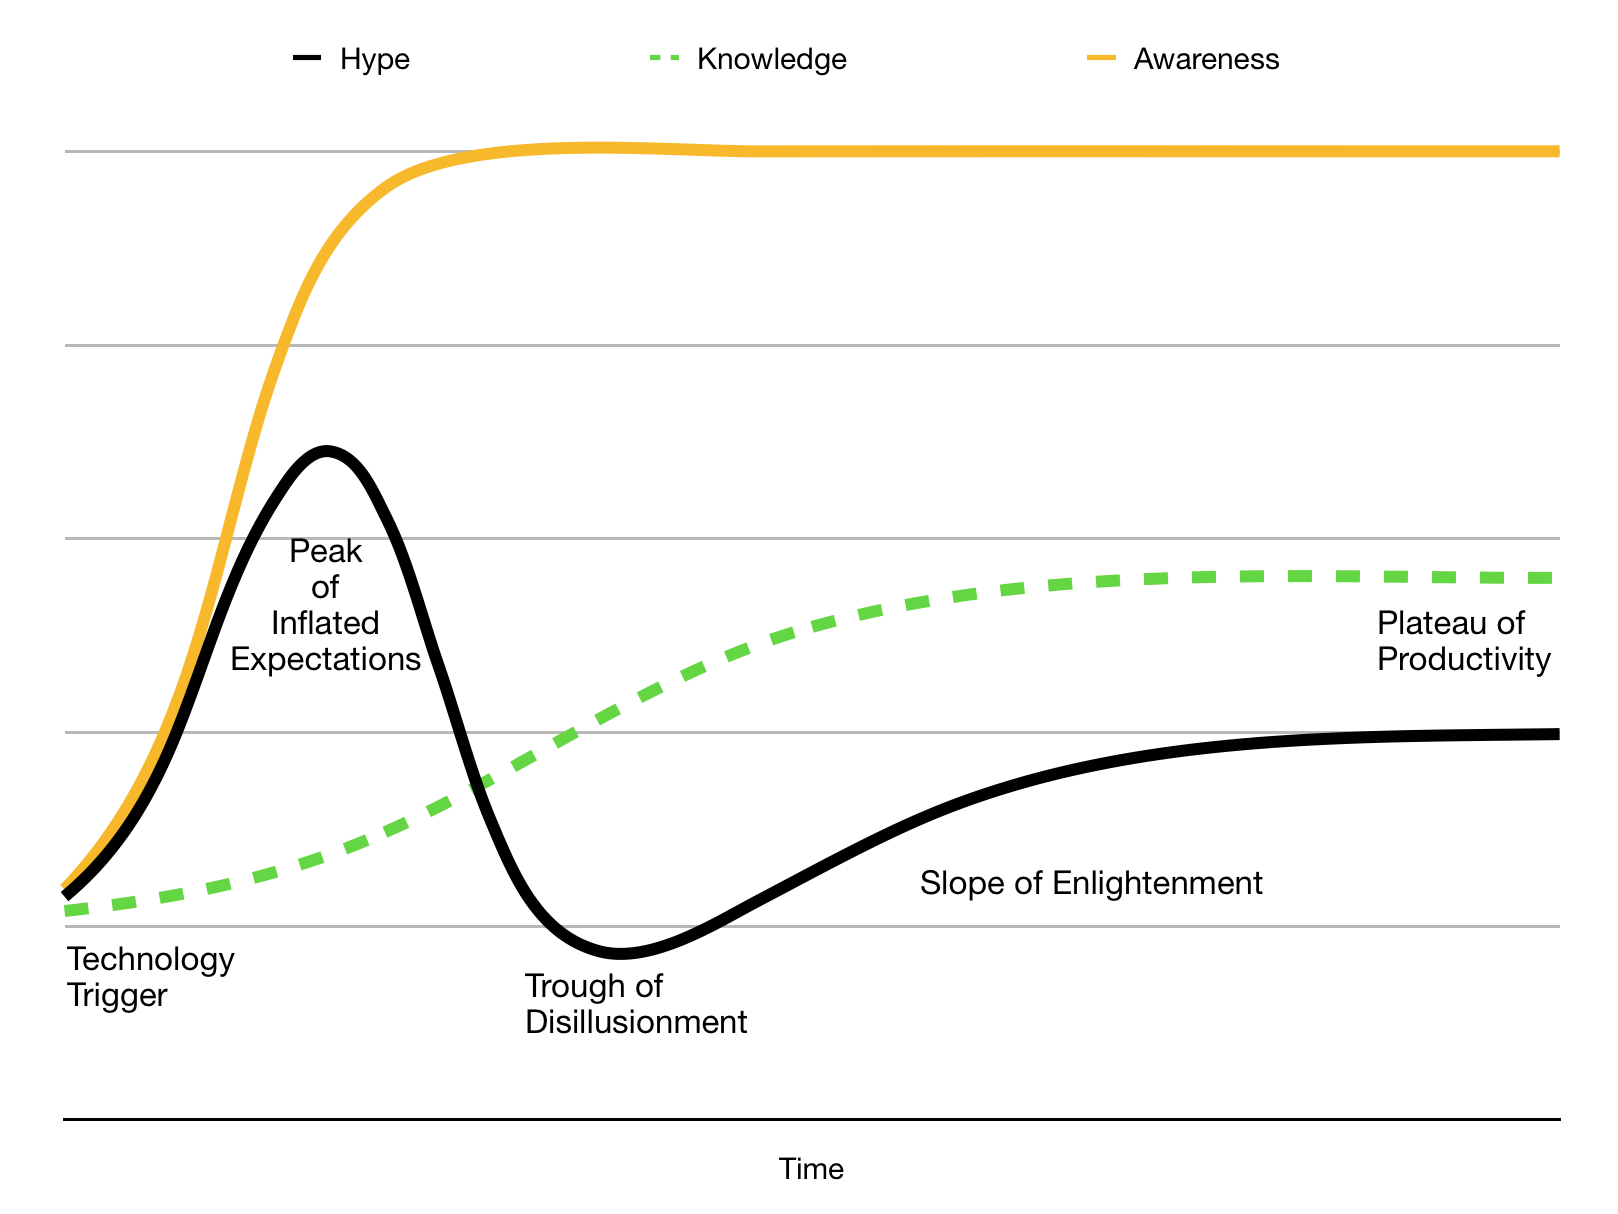 Hype
Knowledge
Awareness
Peak
of
Inflated
Expectations
Plateau of
Productivity
Slope of Enlightenment
Technology
Trigger
Trough of
Disillusionment
Time